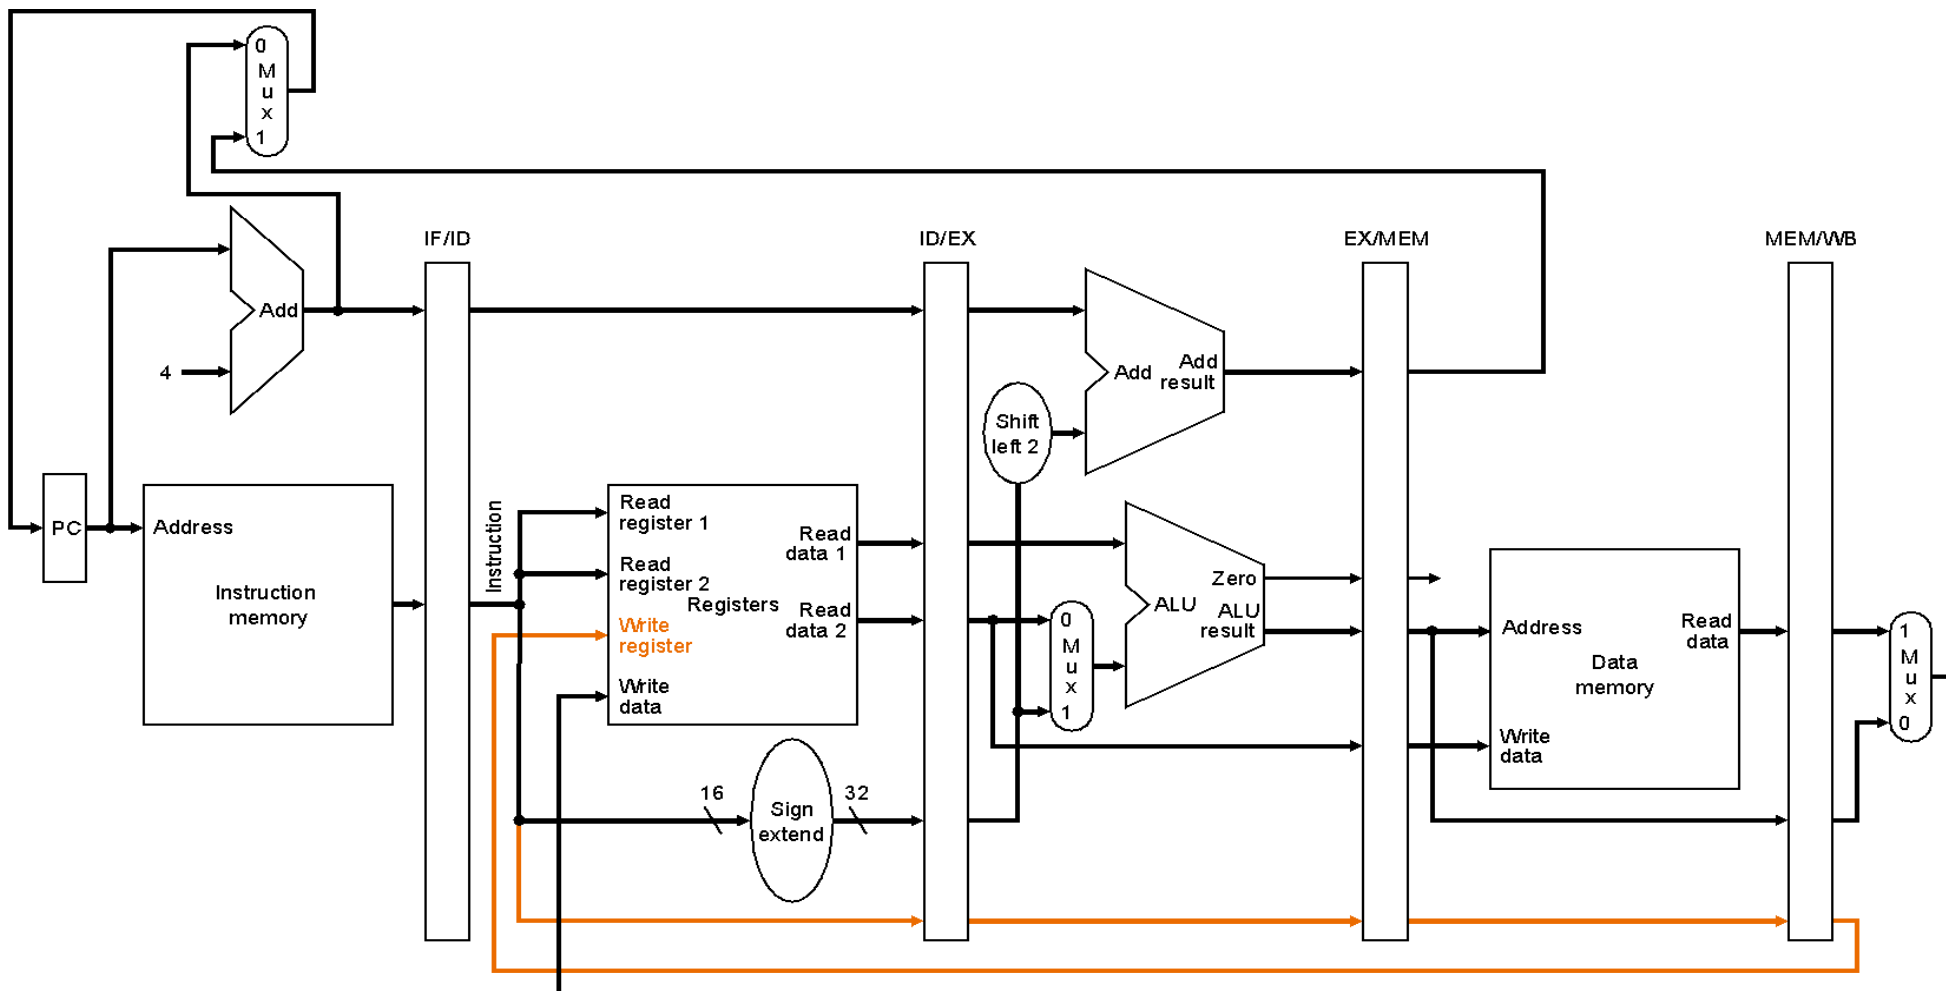 0
M
u
x
1
IF/ID
ID/EX
EX/MEM
MEM/WB
Add
4
Add
Add
result
Shift
left 2
PC
Address
Instruction
memory
Instruction
Read
register 1
Read
register 2
Write
register
Write
data
Registers
Read
data 1
Read
data 2
16
Sign
extend
32
0
M
u
x
1
ALU
Zero
ALU
result
Address
Read
data
Data
memory
Write
data
1
M
u
x
0